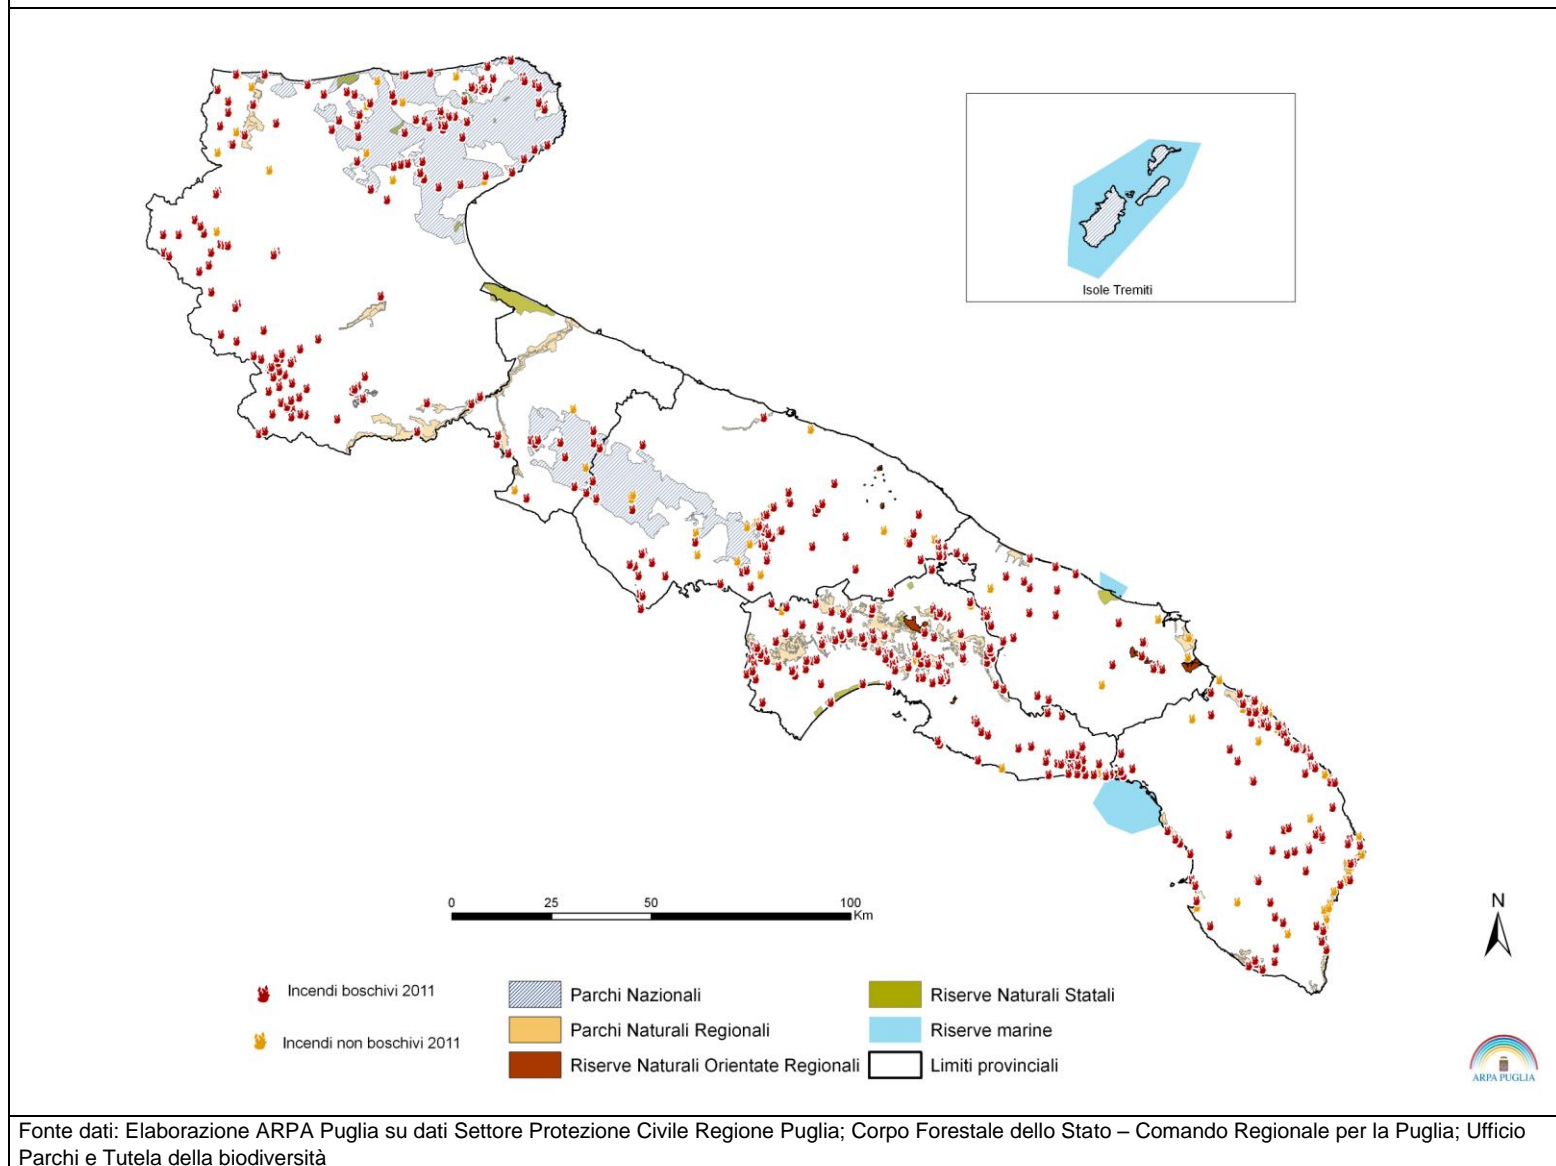 Isole Tremiti
0 25 50 100
Km
N
Incendi boschivi 2011
Incendi non boschivi 2011
Parchi Nazionali
Parchi Naturali Regionali
Riserve Naturali Orientate Regionali
Riserve Naturali Statali
Riserve marine
Limiti provinciali
ARPA PUGLIA
Fonte dati: Elaborazione ARPA Puglia su dati Settore Protezione Civile Regione Puglia; Corpo Forestale dello Stato – Comando Regionale per la Puglia; Ufficio
Parchi e Tutela della biodiversità